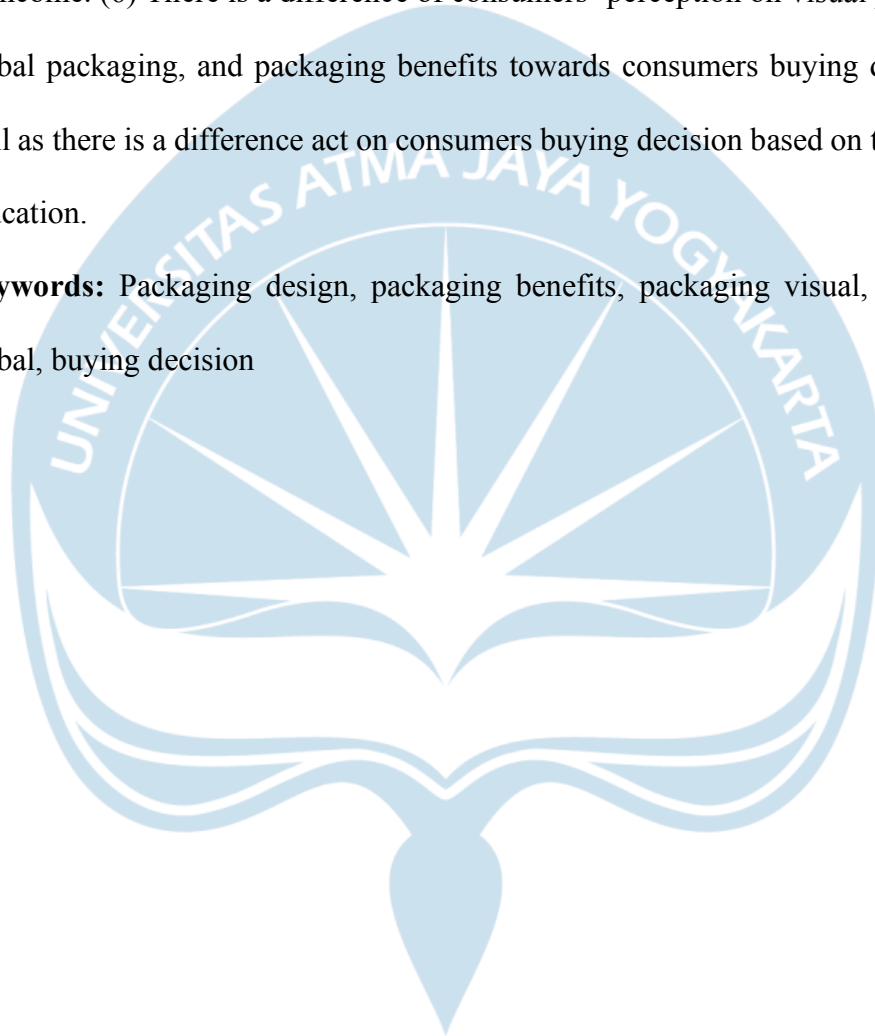 income. (6) There is a difference of consumers' perception on visual
bal packaging, and packaging benefits towards consumers buying
l as there is a difference act on consumers buying decision based on
cation.
ywords: Packaging design, packaging benefits, packaging visual,
bal, buying decision
UNIVERSITAS ATMA JAYA YOGYAKARTA